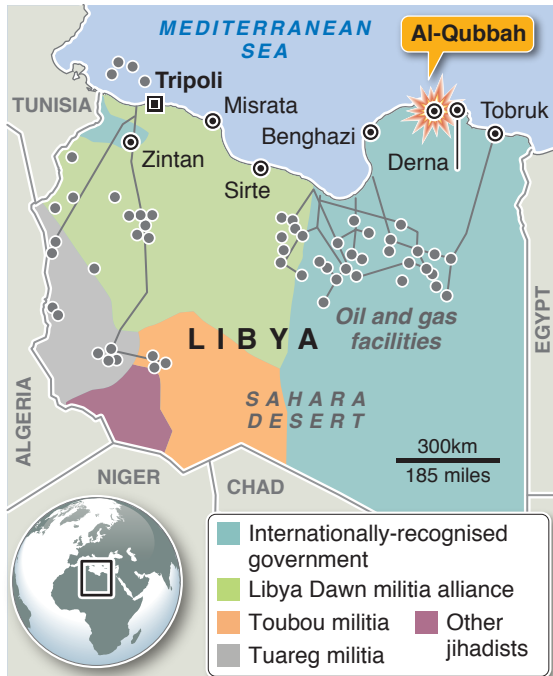 MEDITERRANEAN
SEA
Al-Qubbah
TUNISIA
Tripoli
Misrata
Benghazi
Tobruk
Zintan
Derna
Sirte
LIBYA
Oil and gas
facilities
EGYPT
SAHARA
DESERT
ALGERIA
300km
185 miles
NIGER
CHAD
Internationally-recognised
government
Libya Dawn militia alliance
Toubou militia
Other
jihadists
Tuareg militia